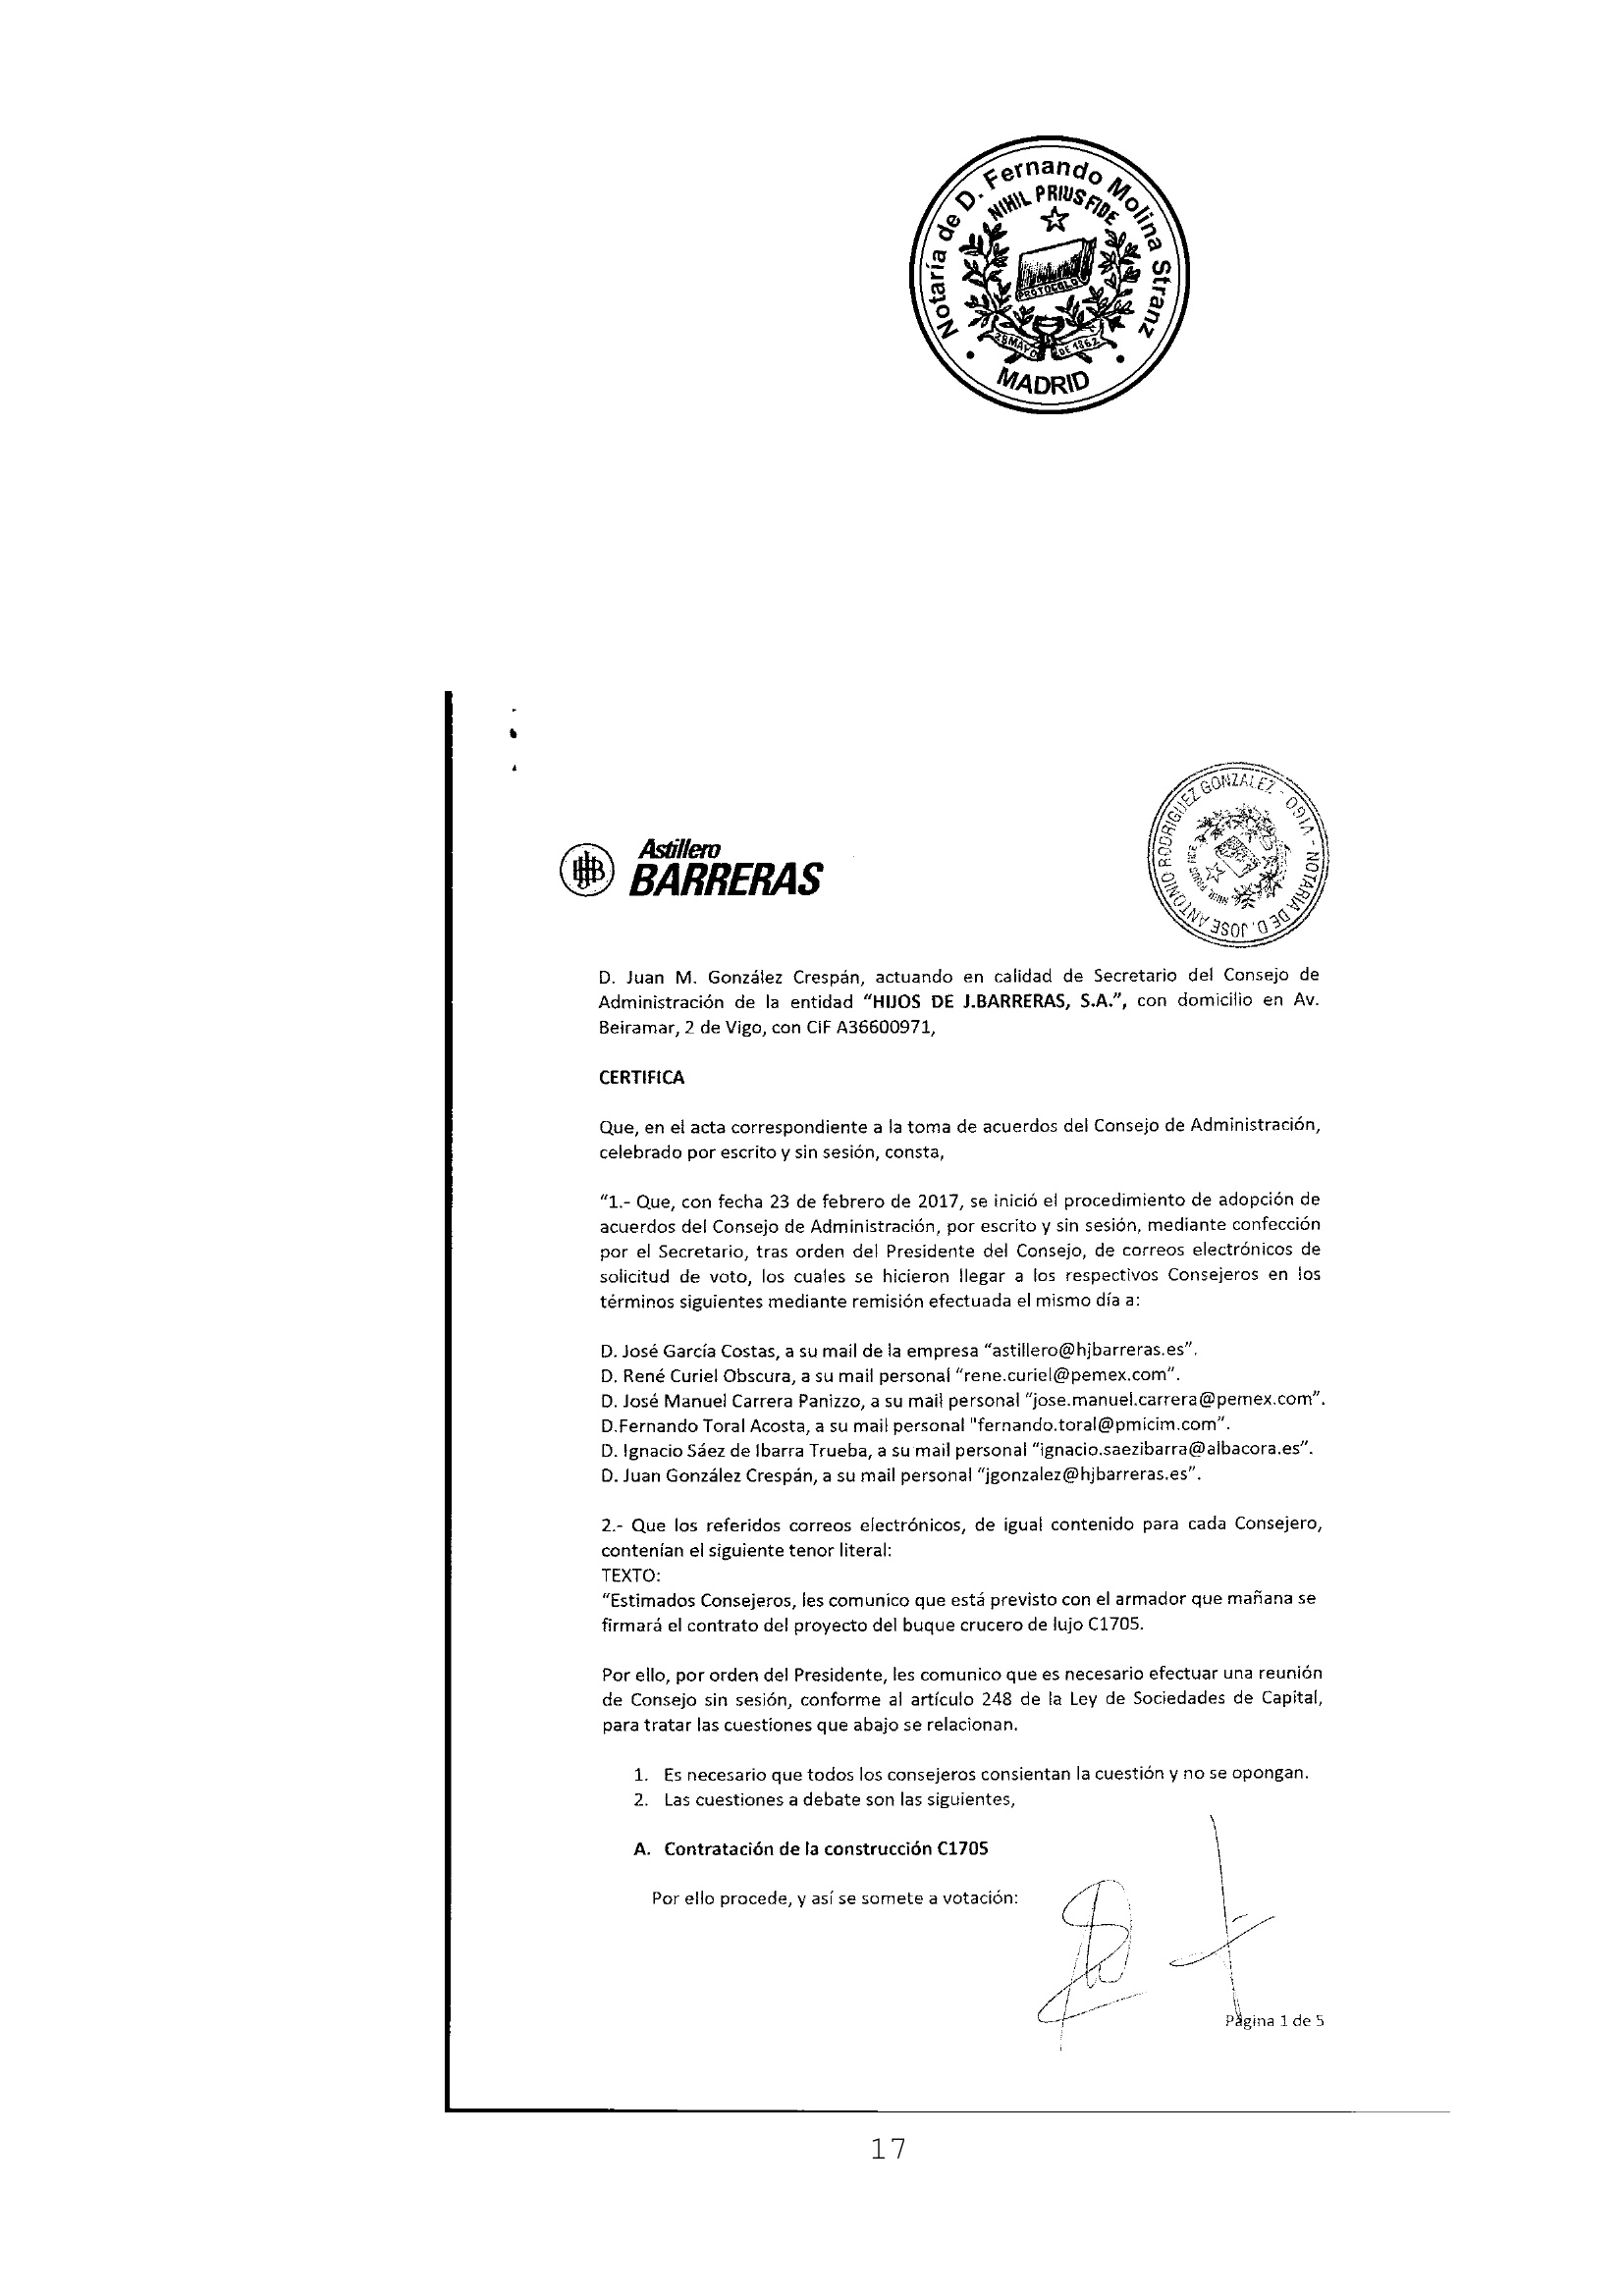 Notaría de D. Fernando Molina Stranz
NIHIL PRIUS FIDE
PROTOCOLO
28 MAYO DE 1862
MADRID
NOTARIA DE D. JOSE ANTONIO RODRIGUEZ GONZALEZ - VIGO -
Astillero
BARRERAS
D. Juan M. González Crespán, actuando en calidad de Secretario del Consejo de
Administración de la entidad “HIJOS DE J.BARRERAS, S.A.”, con domicilio en Av.
Beiramar, 2 de Vigo, con CIF A36600971,
CERTIFICA
Que, en el acta correspondiente a la toma de acuerdos del Consejo de Administración,
celebrado por escrito y sin sesión, consta,
“1.- Que, con fecha 23 de febrero de 2017, se inició el procedimiento de adopción de
acuerdos del Consejo de Administración, por escrito y sin sesión, mediante confección
por el Secretario, tras orden del Presidente del Consejo, de correos electrónicos de
solicitud de voto, los cuales se hicieron llegar a los respectivos Consejeros en los
términos siguientes mediante remisión efectuada el mismo día a:
D. José García Costas, a su mail de la empresa “astillero@hjbarreras.es”.
D. René Curiel Obscura, a su mail personal “rene.curiel@pemex.com”.
D. José Manuel Carrera Panizzo, a su mail personal “jose.manuel.carrera@pemex.com”.
D.Fernando Toral Acosta, a su mail personal "fernando.toral@pmicim.com”.
D. Ignacio Sáez de Ibarra Trueba, a su mail personal “ignacio.saezibarra@albacora.es”.
D. Juan González Crespán, a su mail personal “jgonzalez@hjbarreras.es”.
2.- Que los referidos correos electrónicos, de igual contenido para cada Consejero,
contenían el siguiente tenor literal:
TEXTO:
“Estimados Consejeros, les comunico que está previsto con el armador que mañana se
firmará el contrato del proyecto del buque crucero de lujo C1705.
Por ello, por orden del Presidente, les comunico que es necesario efectuar una reunión
de Consejo sin sesión, conforme al artículo 248 de la Ley de Sociedades de Capital,
para tratar las cuestiones que abajo se relacionan.
1. Es necesario que todos los consejeros consientan la cuestión y no se opongan.
2. Las cuestiones a debate son las siguientes,
A. Contratación de la construcción C1705
Por ello procede, y así se somete a votación:
Página 1 de 5
17